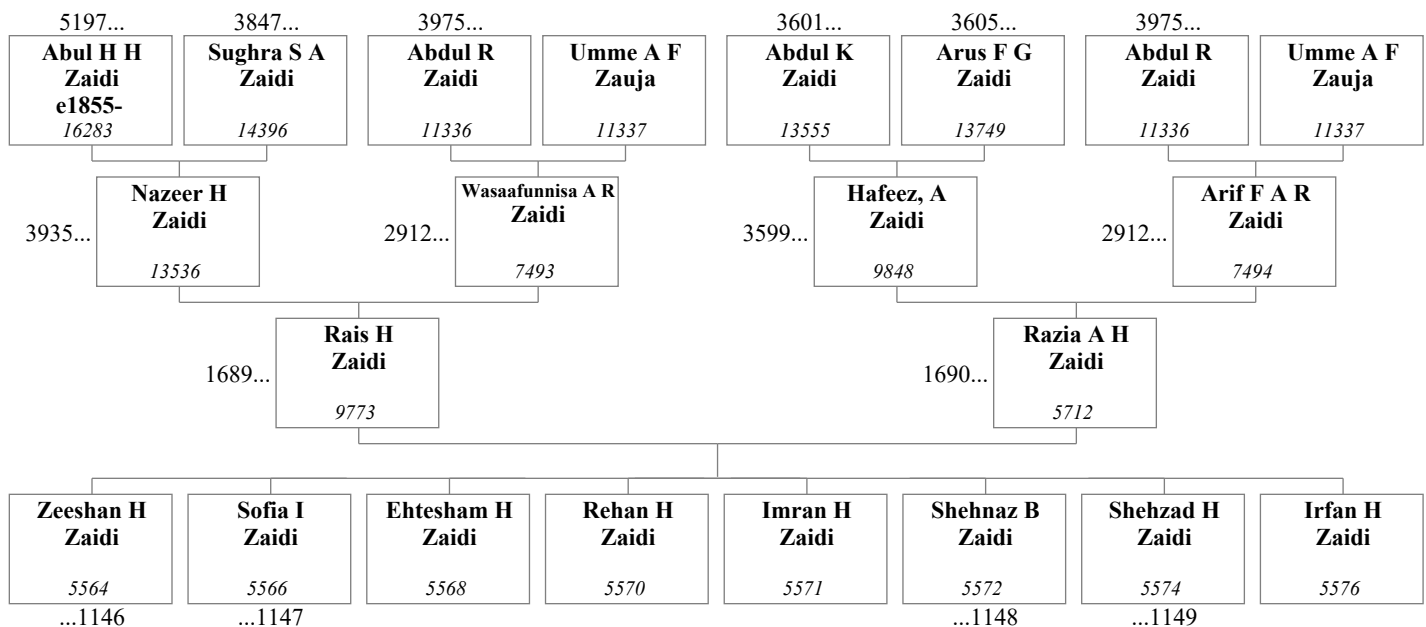 5197... 3847... 3975... 3601... 3605... 3975...
Abul H H Zaidi e1855- 16283
Sughra S A Zaidi 14396
Abdul R Zaidi 11336
Umme A F Zauja 11337
Abdul K Zaidi 13555
Arus F G Zaidi 13749
Abdul R Zaidi 11336
Umme A F Zauja 11337
3935...
Nazeer H
Zaidi
13536
2912...
Wasaafunnisa A R
Zaidi
7493
3599...
Hafeez, A
Zaidi
9848
2912...
Arif F A R
Zaidi
7494
1689...
Rais H
Zaidi
9773
1690...
Razia A H
Zaidi
5712
Zeeshan H
Zaidi
5564
...1146
Sofia I
Zaidi
5566
...1147
Ehtesham H
Zaidi
5568
Rehan H
Zaidi
5570
Imran H
Zaidi
5571
Shehnaz B
Zaidi
5572
...1148
Shehzad H
Zaidi
5574
...1149
Irfan H
Zaidi
5576